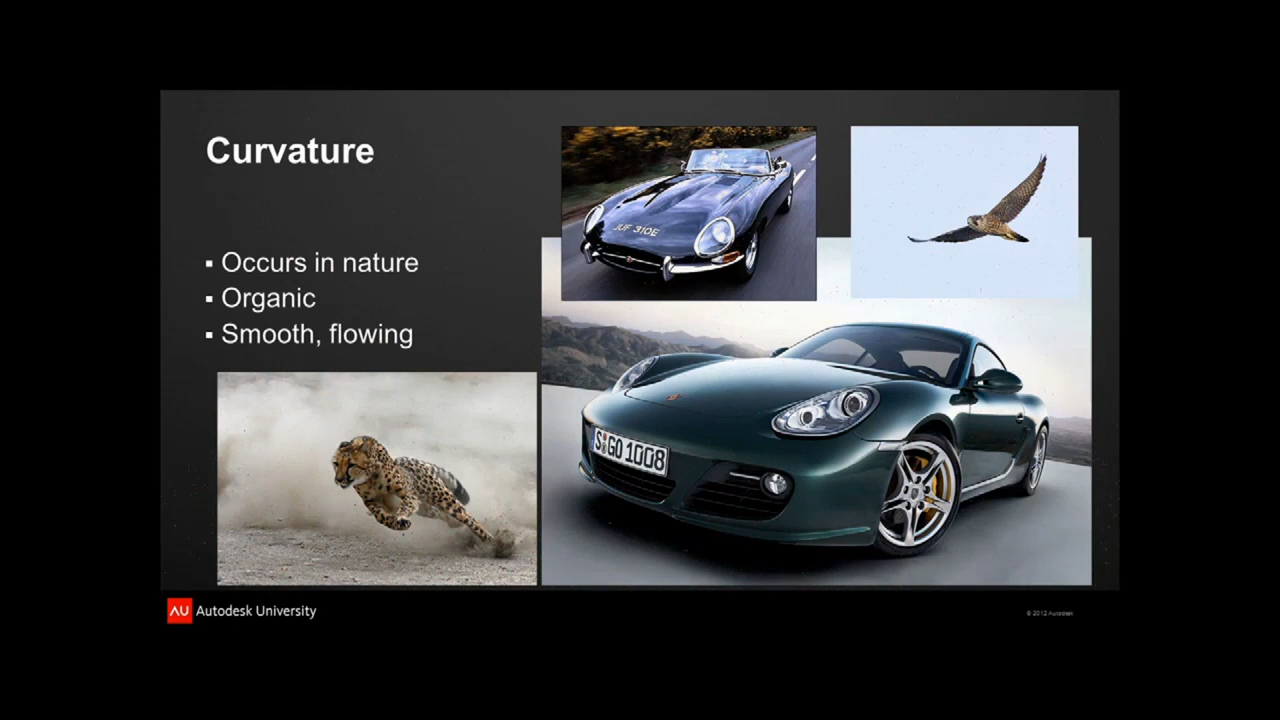 Curvature
▪ Occurs in nature
▪ Organic
▪ Smooth, flowing
JUF 310E
S GO 1008
AU Autodesk University
© 2012 Autodesk